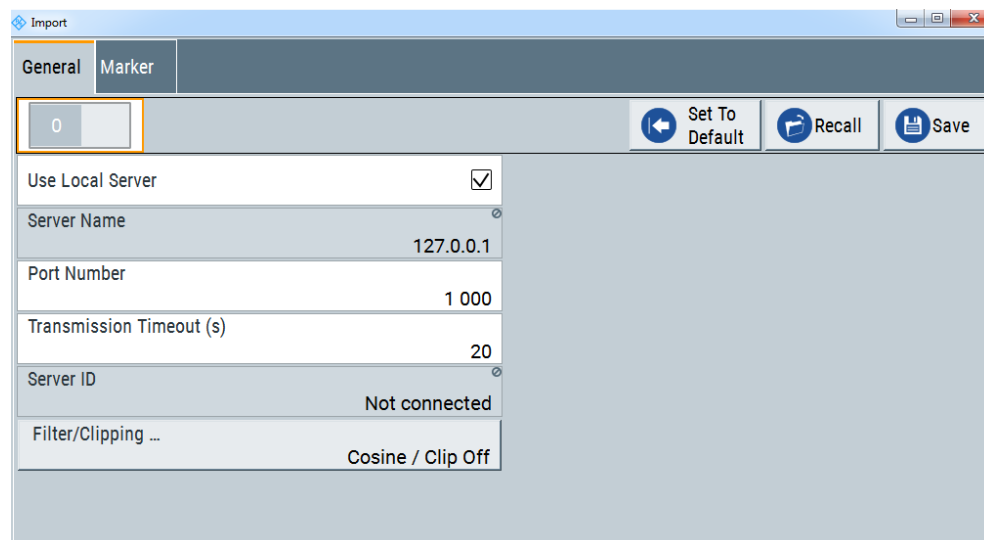 Import
General Marker
0
Set To
Default
Recall
Save
Use Local Server
Server Name
127.0.0.1
Port Number
1 000
Transmission Timeout (s)
20
Server ID
Not connected
Filter/Clipping ...
Cosine / Clip Off